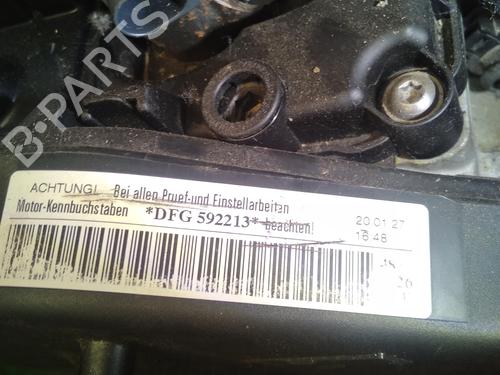 B-PARTS
ACHTUNG! Bei allen Pruef-und Einstellarbeiten
Motor-Kennbuchstaben *DFG 592213* beachten!
20.01.27
16:48